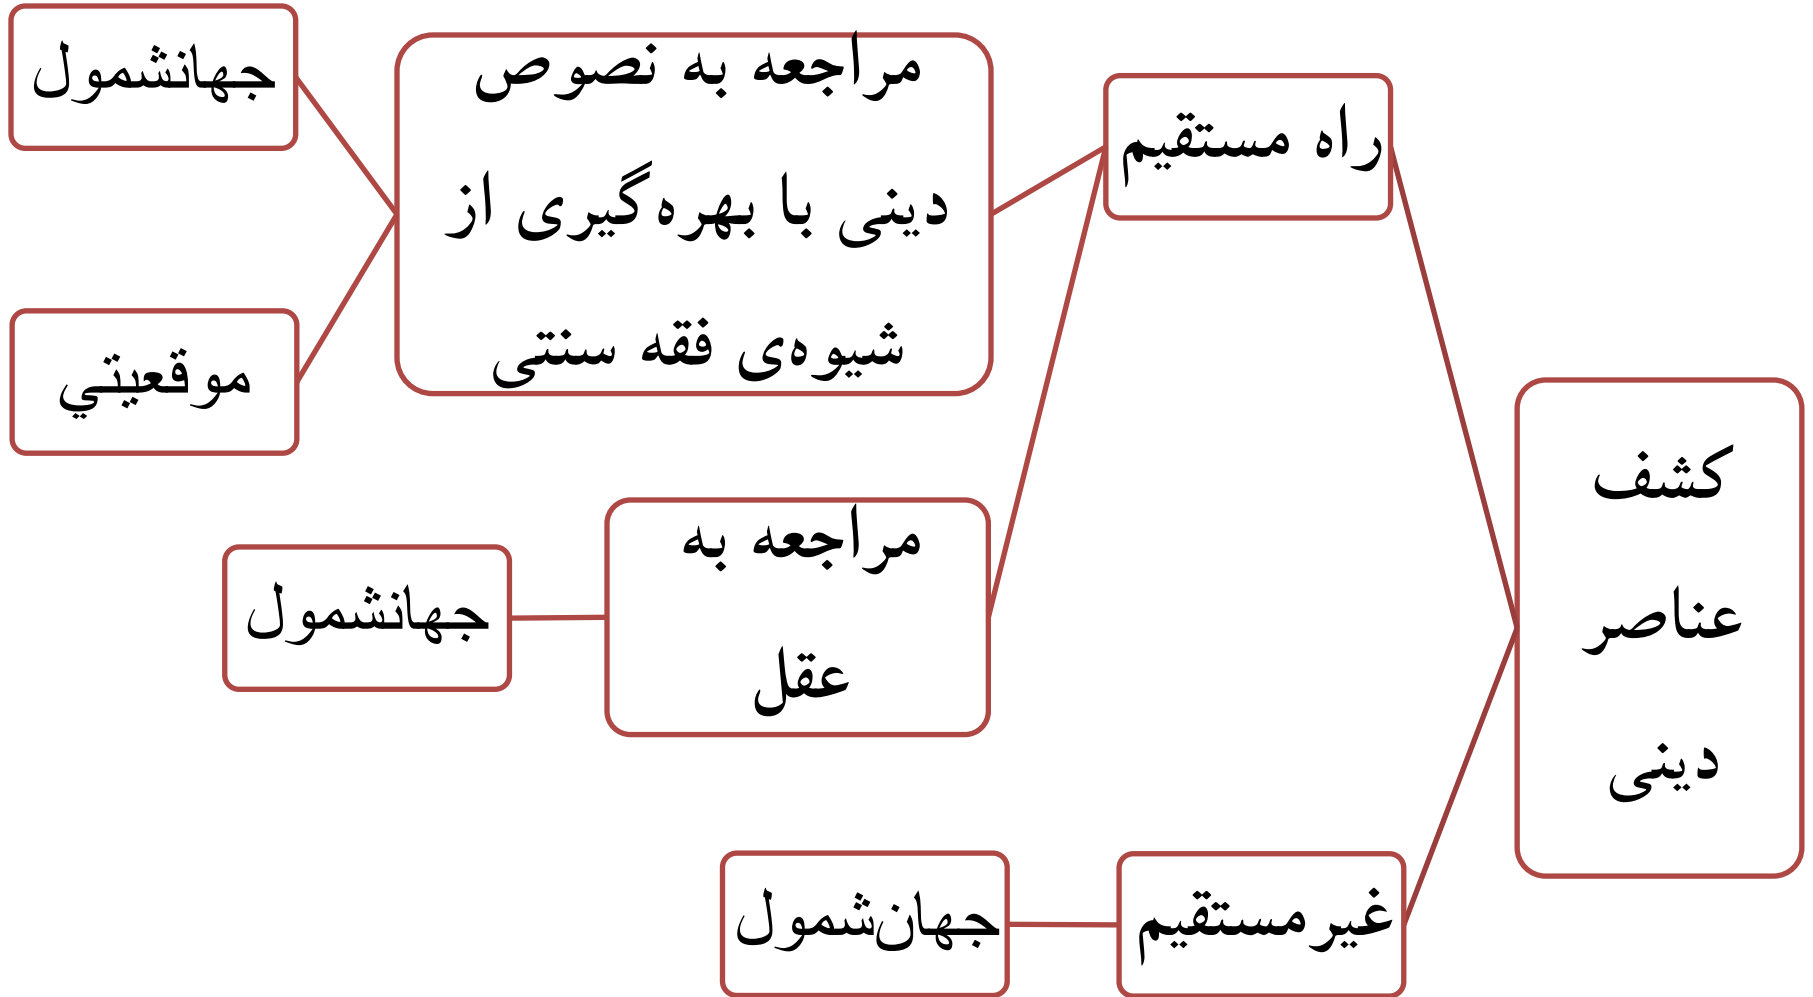 کشف
عناصر
دینی
راه مستقیم
مراجعه به نصوص
دینی با بهره‌گیری از
شیوه‌ی فقه سنتی
جهانشمول
موقعيتي
مراجعه به
عقل
جهانشمول
غیرمستقیم
جهان‌شمول